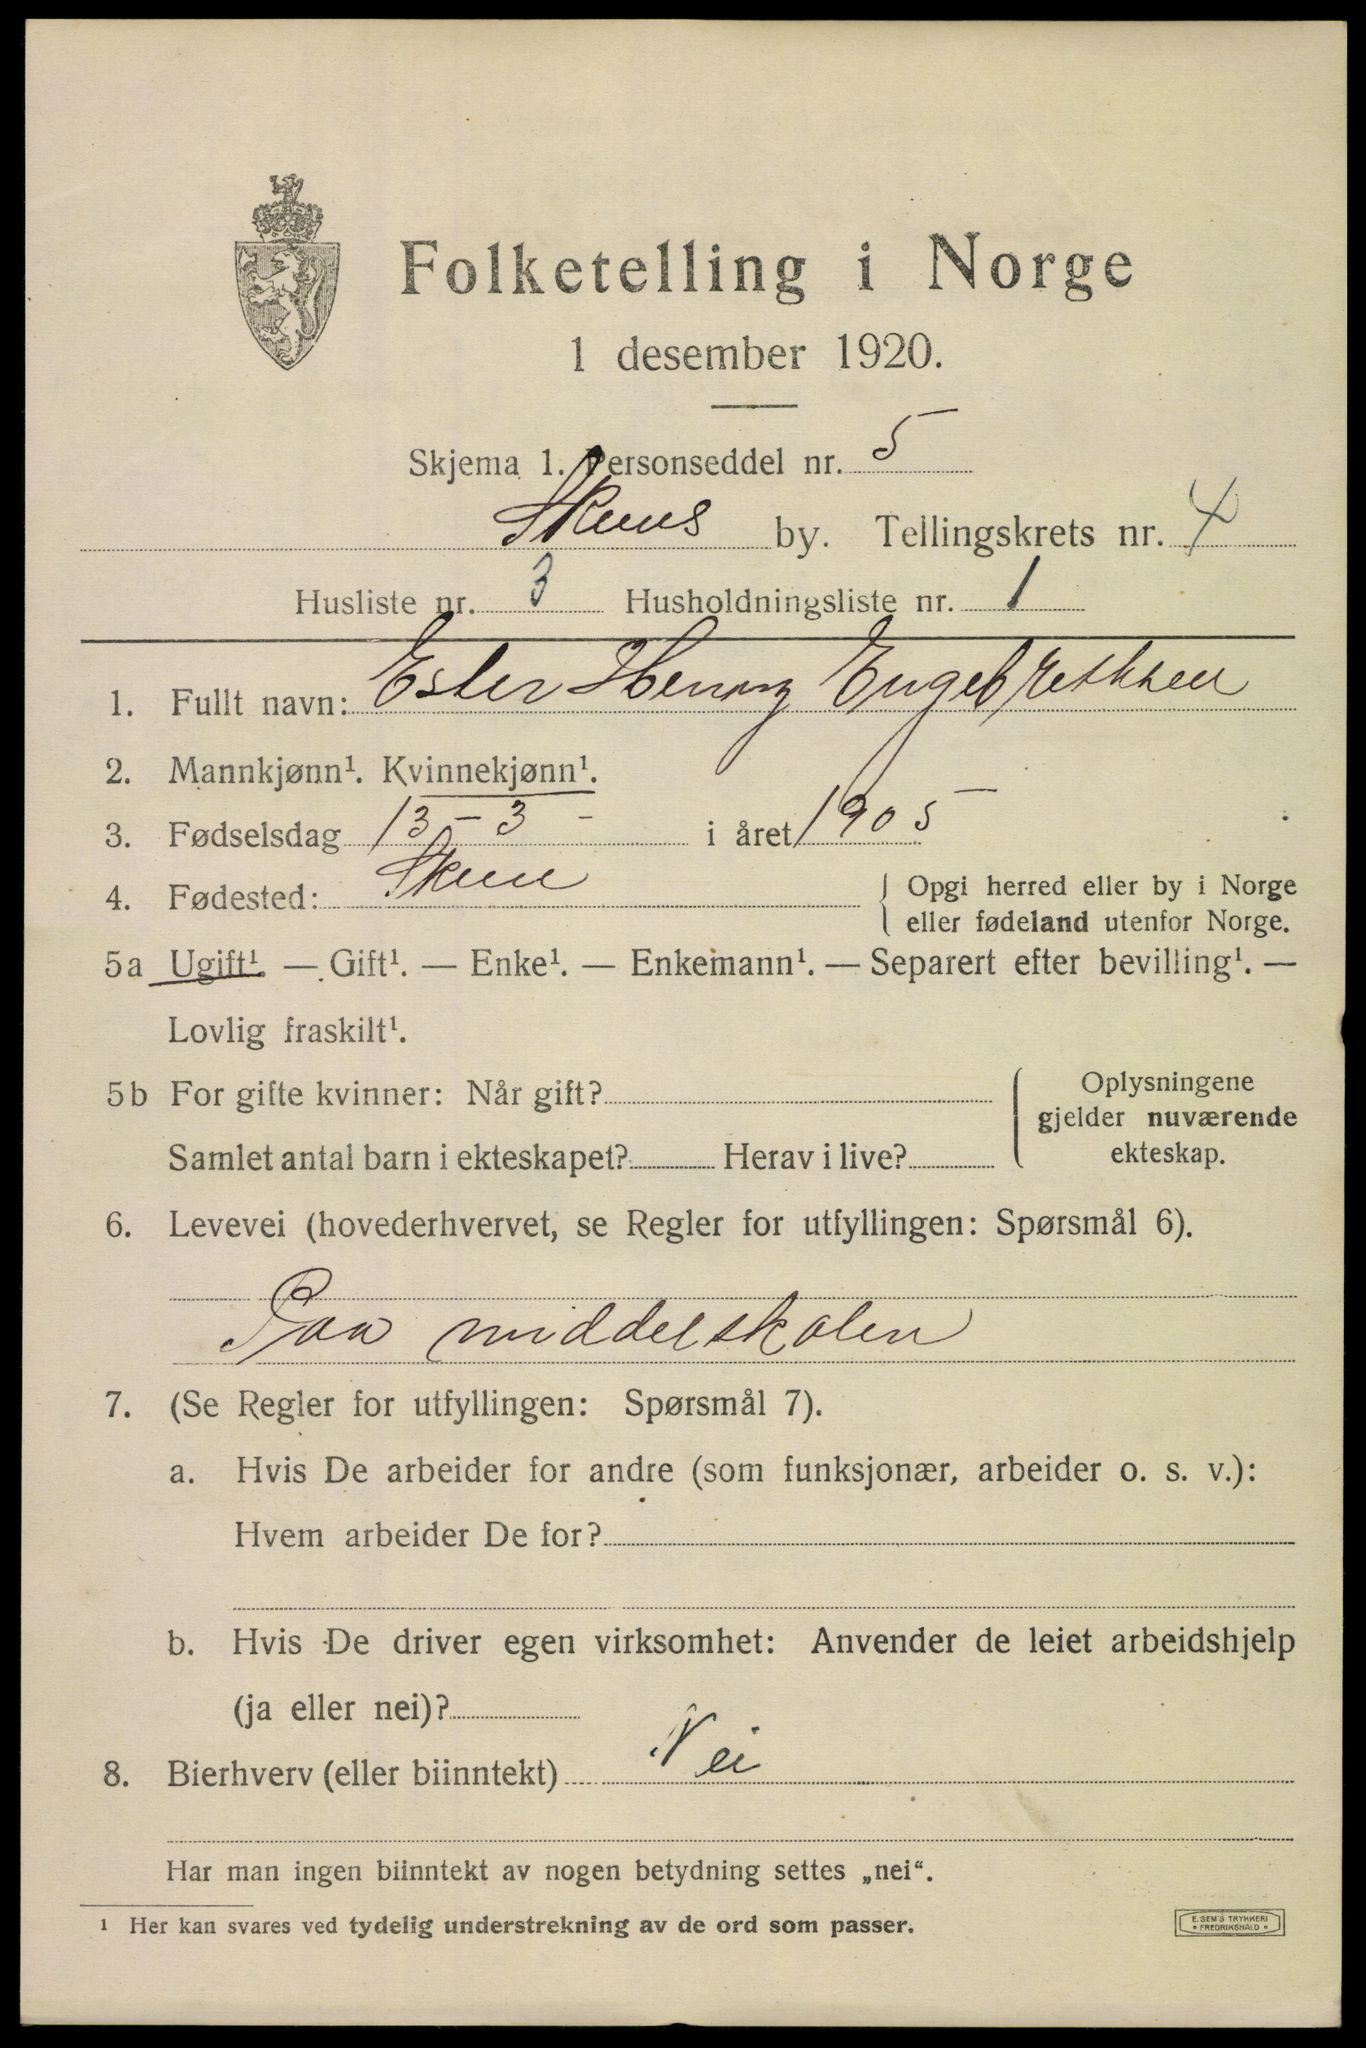 Folketelling i Norge
1 desember 1920.
Skjema 1. Personseddel nr. 5
Skiens by. Tellingskrets nr. 4
Husliste nr. 3 Husholdningsliste nr. 1
1. Fullt navn: Ester Henny Engebrethsen
2. Mannkjønn¹. Kvinnekjønn¹.
3. Fødselsdag 13 - 3 - i året 1905
4. Fødested: Skien { Opgi herred eller by i Norge
eller fødeland utenfor Norge.
5a Ugift¹ — Gift¹. — Enke¹. — Enkemann¹. — Separert efter bevilling¹. —
Lovlig fraskilt¹.
5b For gifte kvinner: Når gift?
Samlet antal barn i ekteskapet? Herav i live?
Oplysningene
gjelder nuværende
ekteskap.
6. Levevei (hovederhvervet, se Regler for utfyllingen: Spørsmål 6).
Paa middelskolen
7. (Se Regler for utfyllingen: Spørsmål 7).
a. Hvis De arbeider for andre (som funksjonær, arbeider o. s. v.):
Hvem arbeider De for?
b. Hvis De driver egen virksomhet: Anvender de leiet arbeidshjelp
(ja eller nei)?
8. Bierhverv (eller biinntekt) Nei
Har man ingen biinntekt av nogen betydning settes „nei“.
¹ Her kan svares ved tydelig understrekning av de ord som passer.
E. SEM'S TRYKKERI
* FREDRIKSHALD *